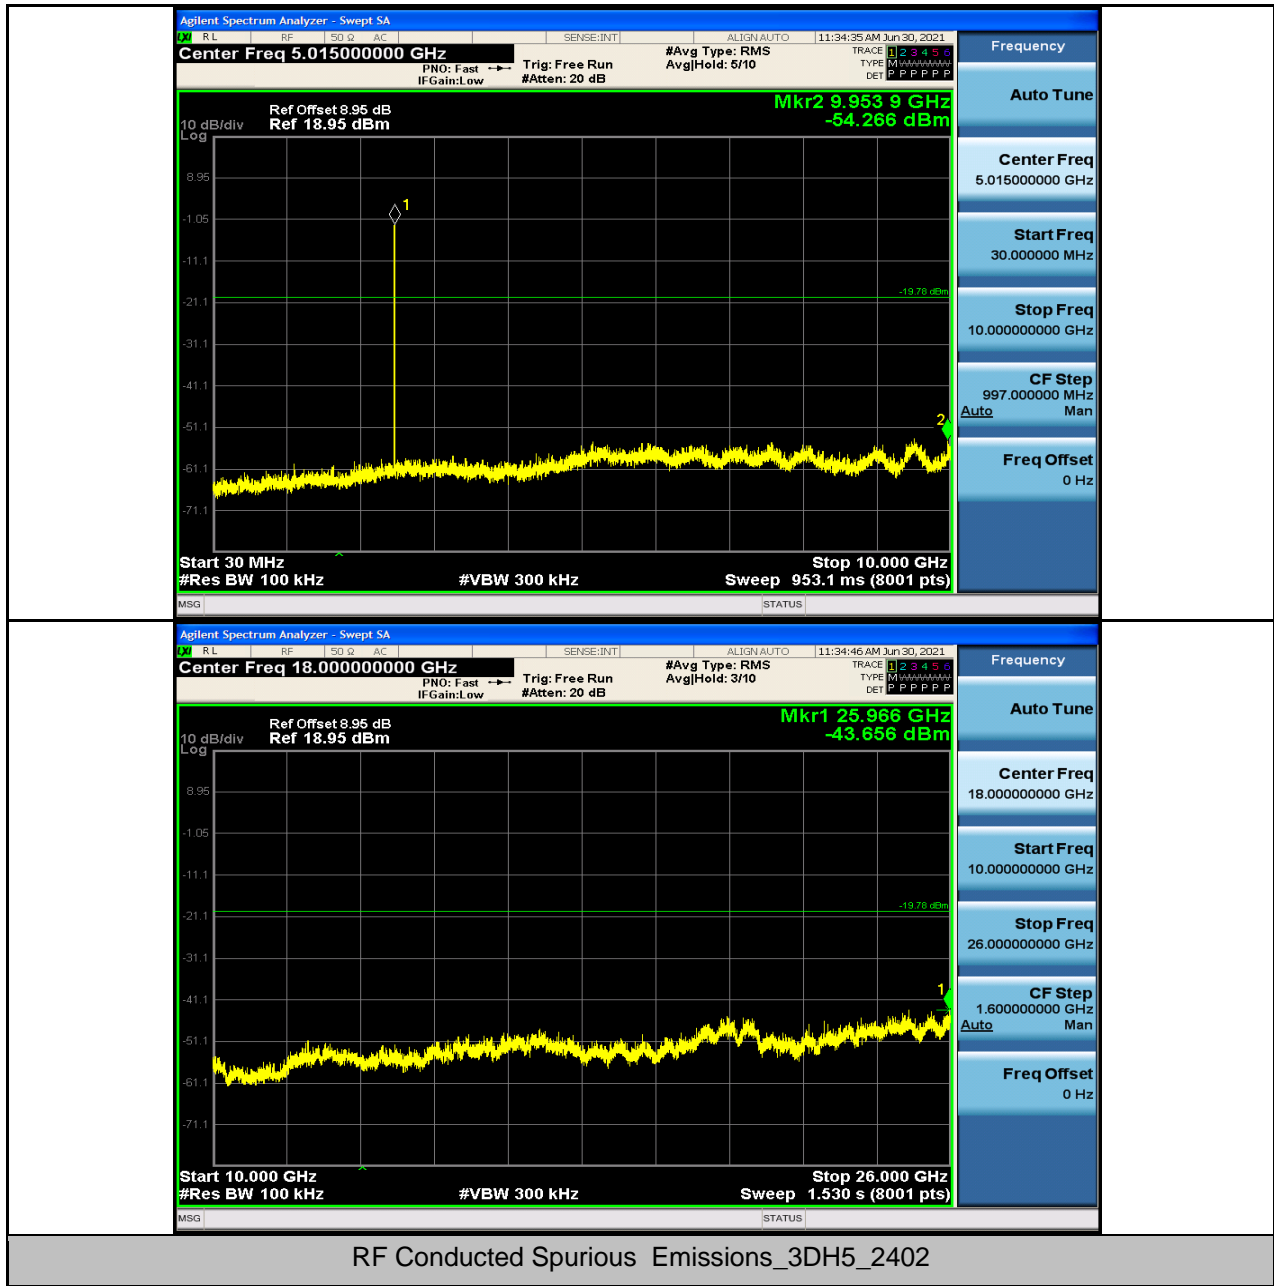 Agilent Spectrum Analyzer - Swept SA
LXI RL RF 50 Ω AC SENSE:INT ALIGN AUTO 11:34:35 AM Jun 30, 2021
Center Freq 5.015000000 GHz
PNO: Fast
IFGain:Low
Trig: Free Run
#Atten: 20 dB
#Avg Type: RMS
Avg|Hold: 5/10
TRACE 1 2 3 4 5 6
TYPE M W W W W W
DET P P P P P P
Ref Offset 8.95 dB
Ref 18.95 dBm
10 dB/div
Log
Mkr2 9.953 9 GHz
-54.266 dBm
8.95
-1.05
-11.1
-21.1
-31.1
-41.1
-51.1
-61.1
-71.1
1
-19.78 dBm
2
Start 30 MHz
Stop 10.000 GHz
#Res BW 100 kHz
#VBW 300 kHz
Sweep 953.1 ms (8001 pts)
MSG
STATUS
Frequency
Auto Tune
Center Freq
5.015000000 GHz
Start Freq
30.000000 MHz
Stop Freq
10.000000000 GHz
CF Step
997.000000 MHz
Auto Man
Freq Offset
0 Hz
Agilent Spectrum Analyzer - Swept SA
LXI RL RF 50 Ω AC SENSE:INT ALIGN AUTO 11:34:46 AM Jun 30, 2021
Center Freq 18.000000000 GHz
PNO: Fast
IFGain:Low
Trig: Free Run
#Atten: 20 dB
#Avg Type: RMS
Avg|Hold: 3/10
TRACE 1 2 3 4 5 6
TYPE M W W W W W
DET P P P P P P
Ref Offset 8.95 dB
Ref 18.95 dBm
10 dB/div
Log
Mkr1 25.966 GHz
-43.656 dBm
8.95
-1.05
-11.1
-21.1
-31.1
-41.1
-51.1
-61.1
-71.1
-19.78 dBm
1
Start 10.000 GHz
Stop 26.000 GHz
#Res BW 100 kHz
#VBW 300 kHz
Sweep 1.530 s (8001 pts)
MSG
STATUS
Frequency
Auto Tune
Center Freq
18.000000000 GHz
Start Freq
10.000000000 GHz
Stop Freq
26.000000000 GHz
CF Step
1.600000000 GHz
Auto Man
Freq Offset
0 Hz
RF Conducted Spurious Emissions_3DH5_2402